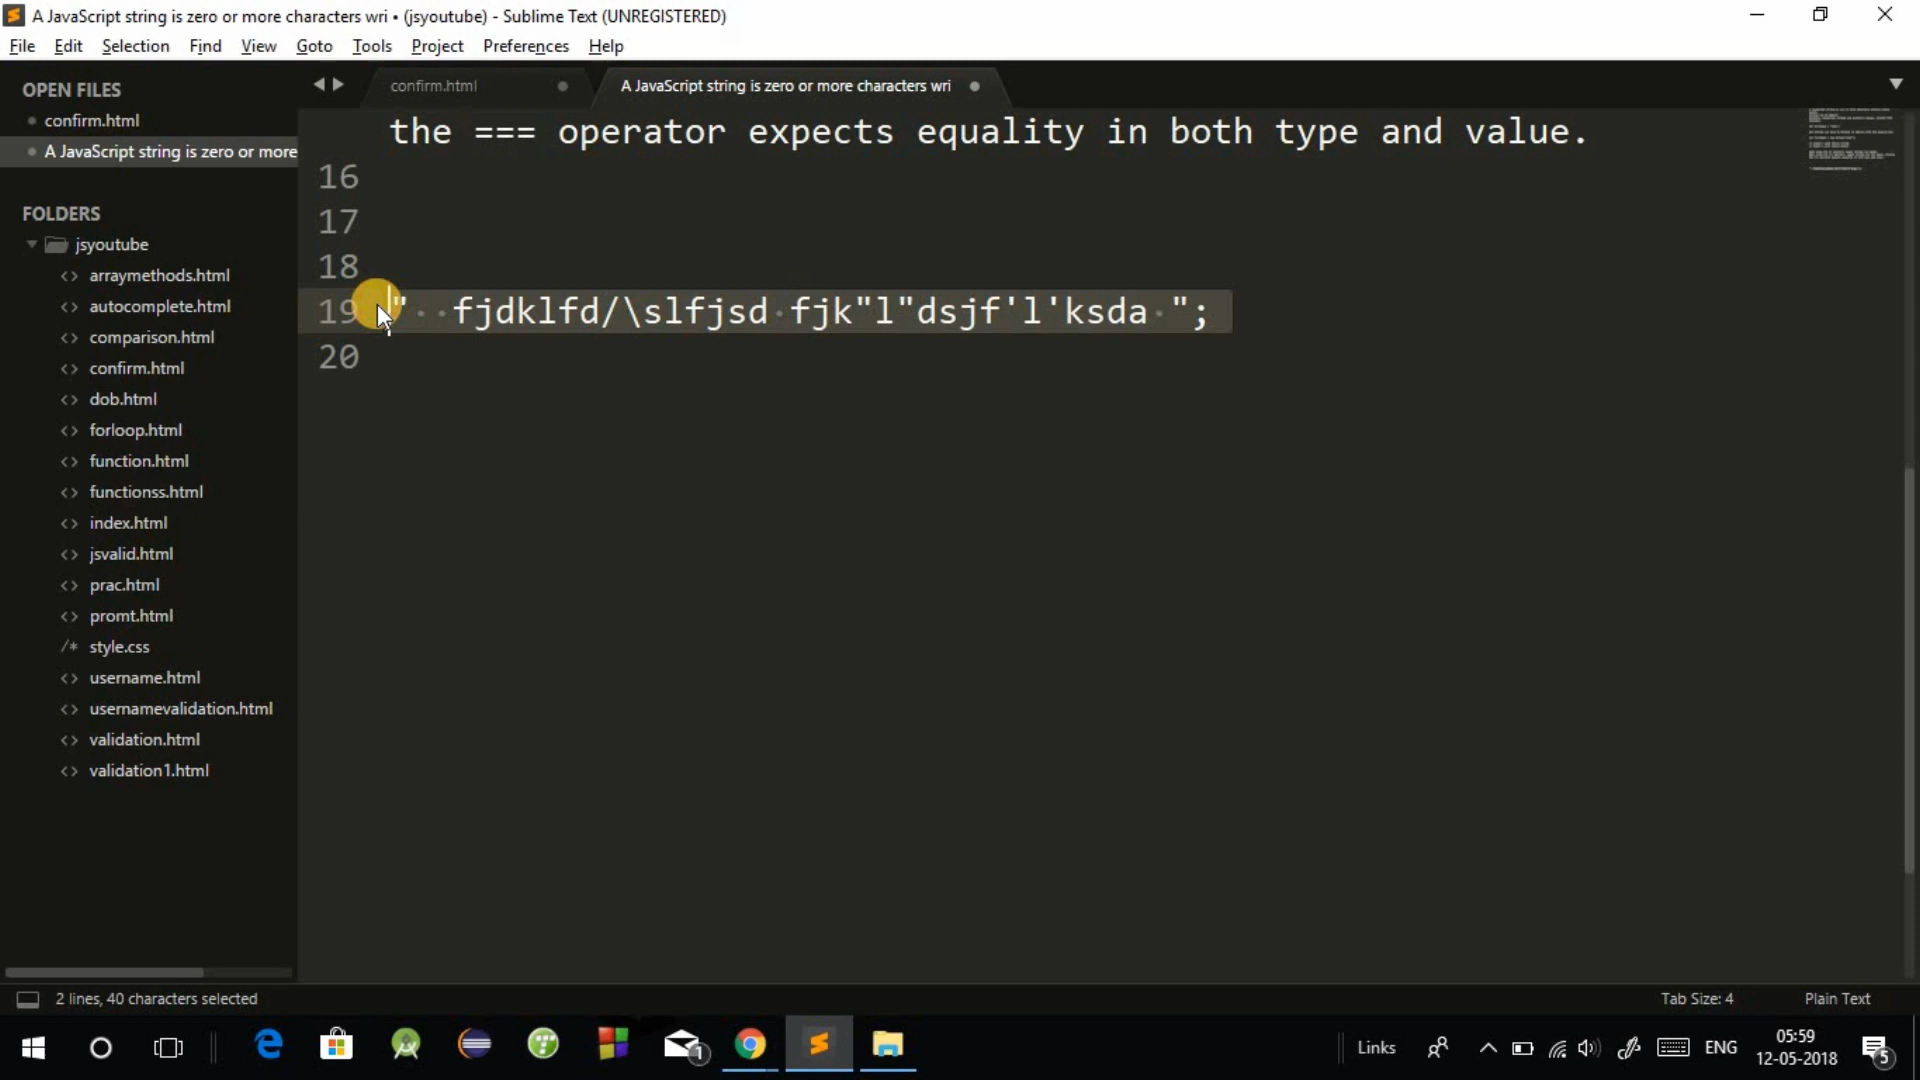 A JavaScript string is zero or more characters wri • (jsyoutube) - Sublime Text (UNREGISTERED)
File Edit Selection Find View Goto Tools Project Preferences Help
OPEN FILES
confirm.html
A JavaScript string is zero or more
FOLDERS
jsyoutube
<> arraymethods.html
<> autocomplete.html
<> comparison.html
<> confirm.html
<> dob.html
<> forloop.html
<> function.html
<> functionss.html
<> index.html
<> jsvalid.html
<> prac.html
<> promt.html
/* style.css
<> username.html
<> usernamevalidation.html
<> validation.html
<> validation1.html
confirm.html
A JavaScript string is zero or more characters wri
the === operator expects equality in both type and value.
16
17
18
19 "  fjdklfd/\slfjsd fjk"l"dsjf'l'ksda ";
20
2 lines, 40 characters selected
Tab Size: 4
Plain Text
1
Links
ENG
05:59
12-05-2018
5